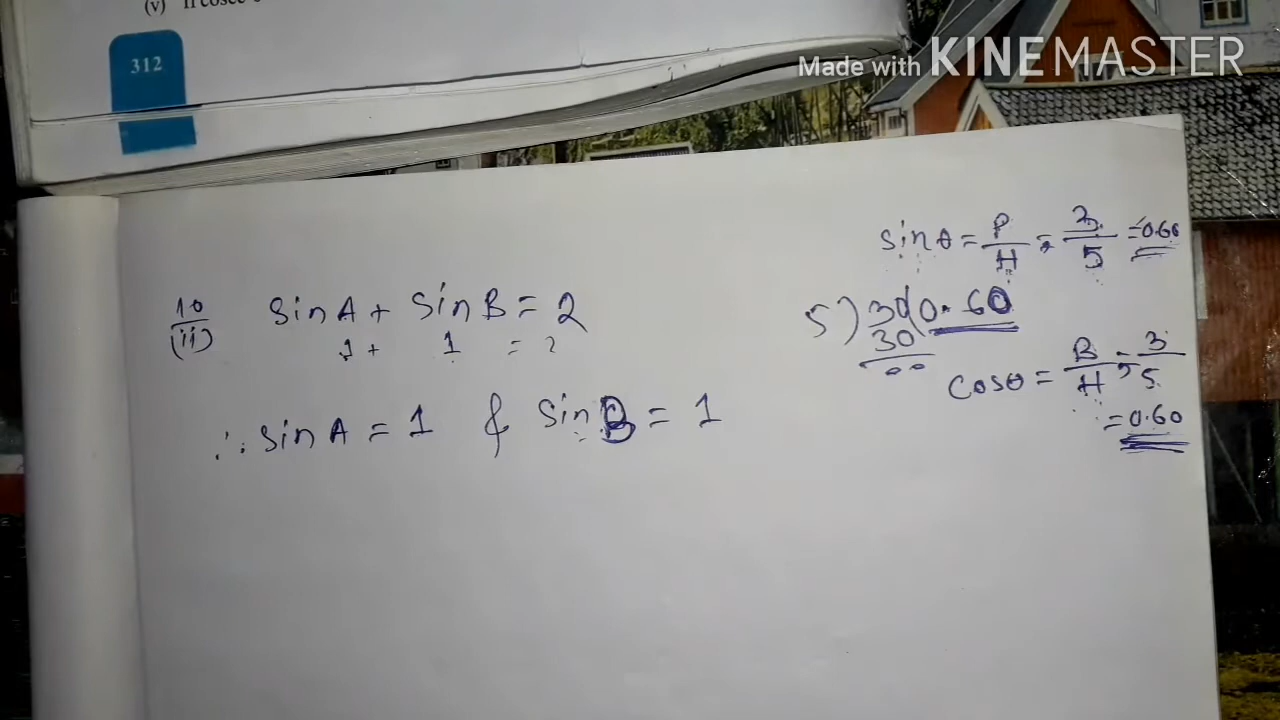 (v)
312
Made with KINEMASTER
sin θ = P/H = 3/5 = 0.60
10/(ii) sin A + sin B = 2
1 + 1 = 2
5) 30(0.60
30
00
cos θ = B/H, 3/5
= 0.60
∴ sin A = 1 & sin B = 1